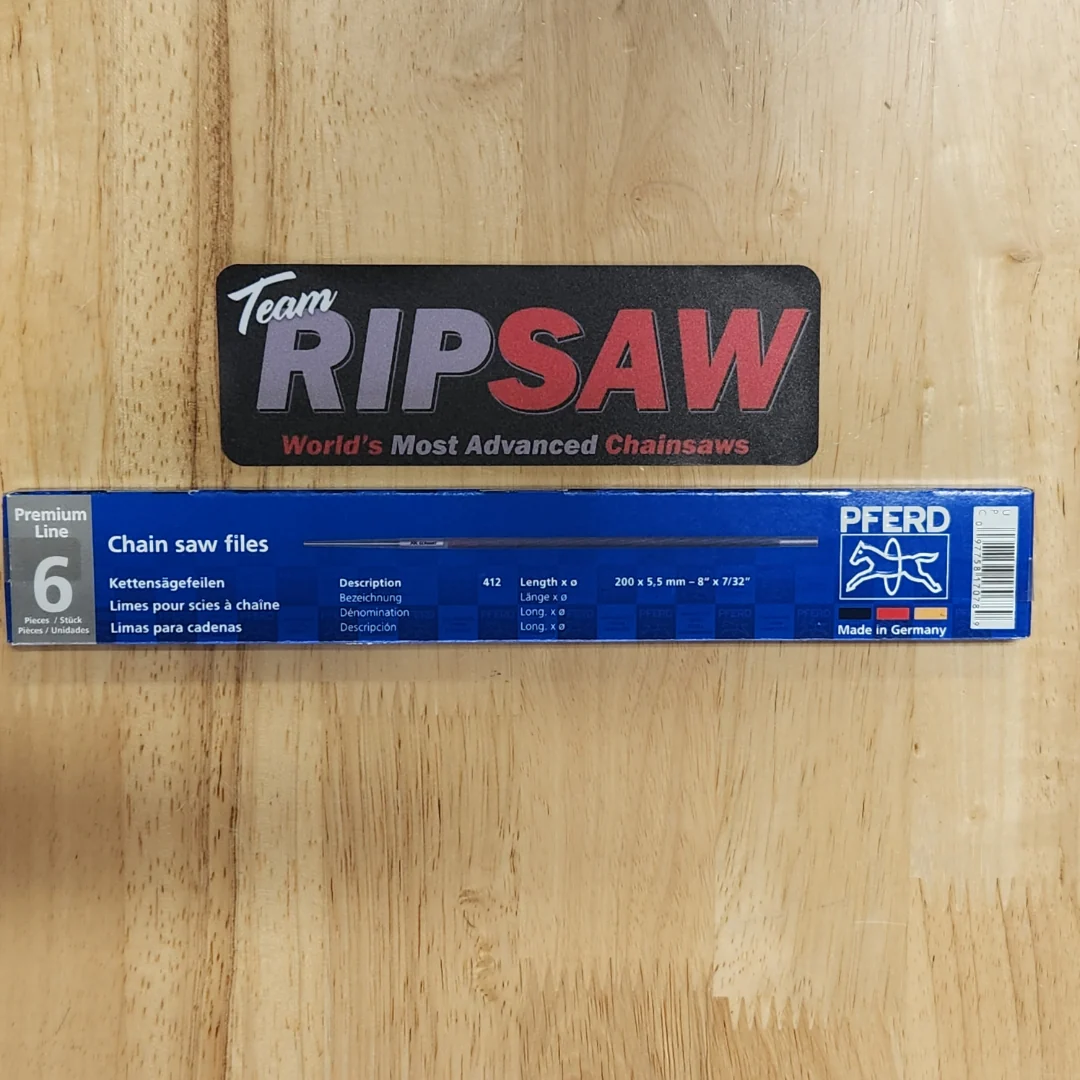 Team
RIPSAW
World's Most Advanced Chainsaws
Premium
Line
6
Pieces / Stück
Pièces / Unidades
Chain saw files
Kettensägefeilen
Limes pour scies à chaîne
Limas para cadenas
Description 412 Length x ø 200 x 5,5 mm – 8" x 7/32"
Bezeichnung Länge x ø
Dénomination Long. x ø
Descripción Long. x ø
PFERD
Made in Germany
PFERD